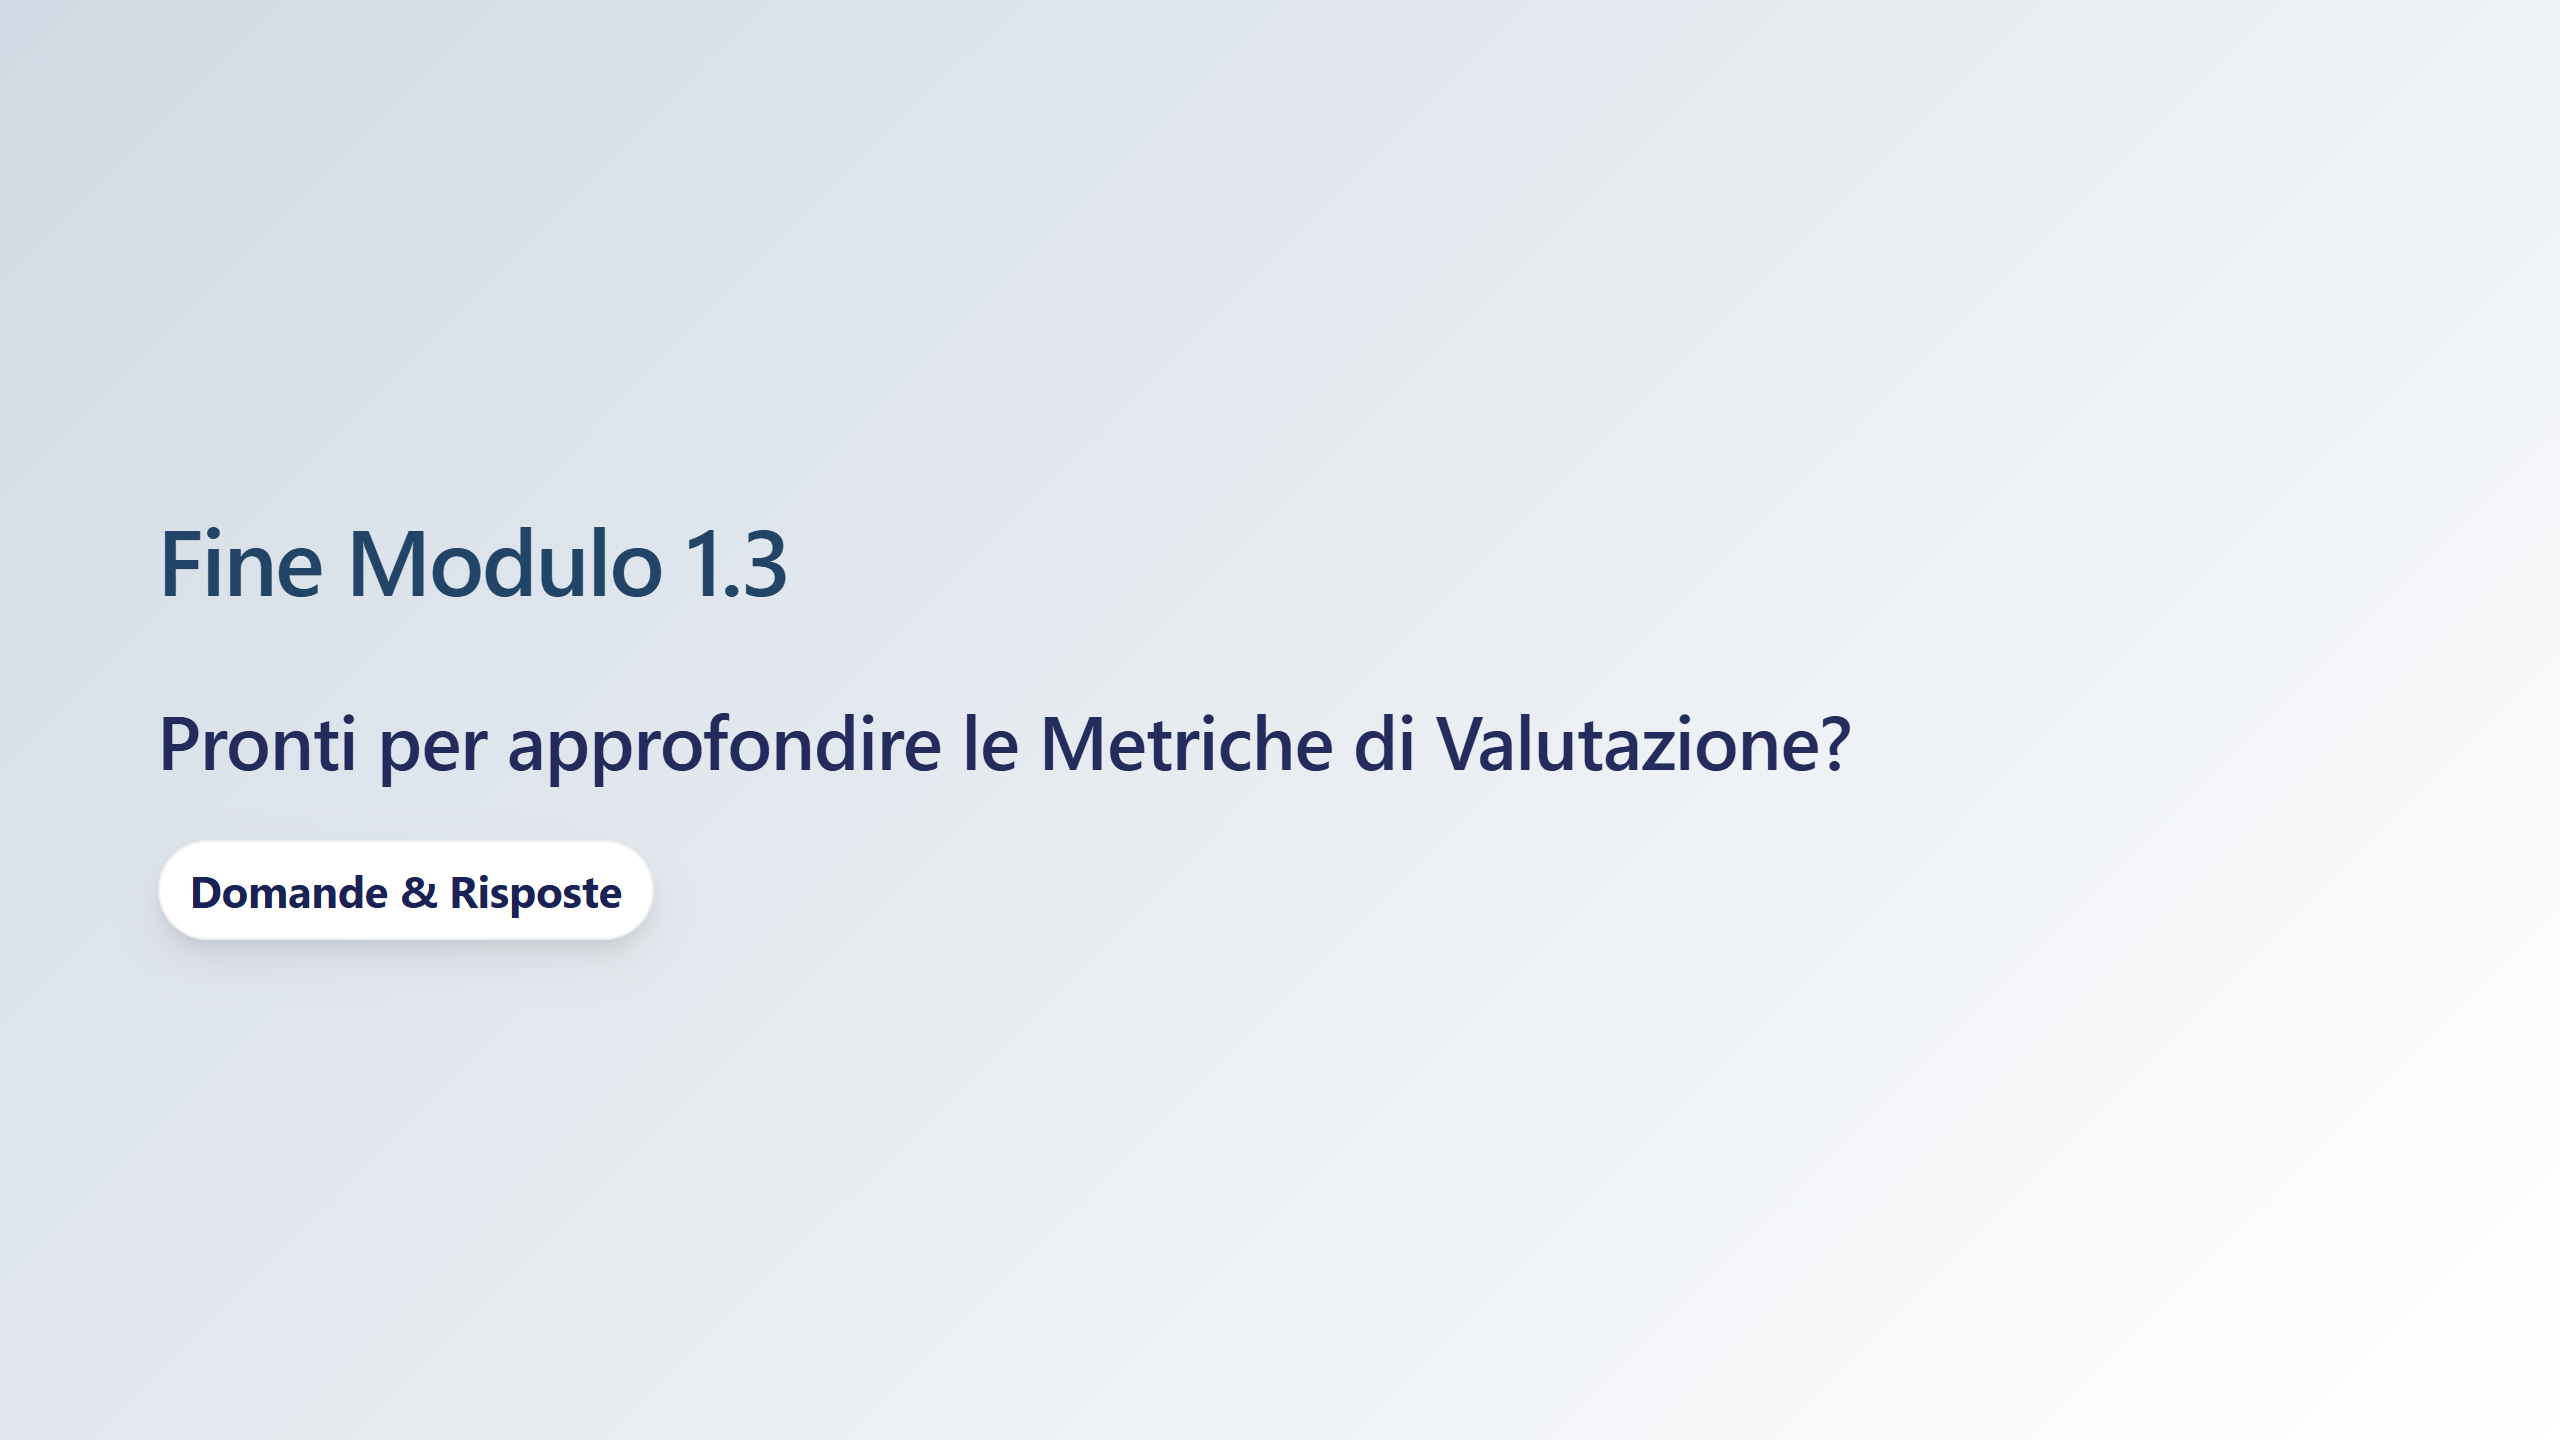 Fine Modulo 1.3
Pronti per approfondire le Metriche di Valutazione?
Domande & Risposte